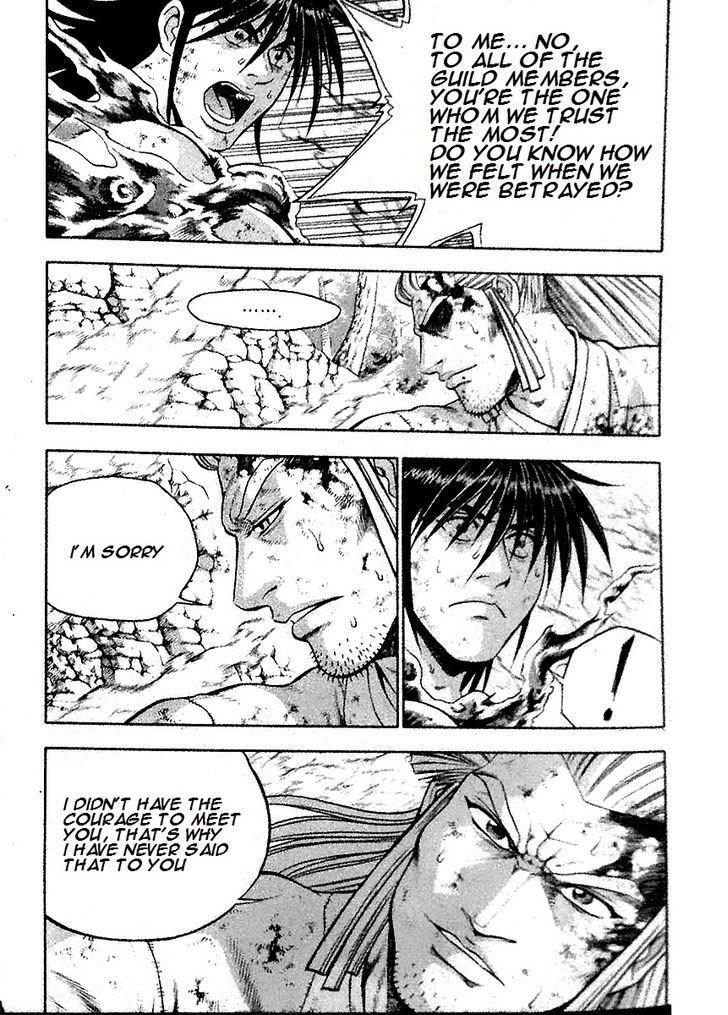 TO ME... NO,
TO ALL OF THE
GUILD MEMBERS,
YOU'RE THE ONE
WHOM WE TRUST
THE MOST!
DO YOU KNOW HOW
WE FELT WHEN WE
WERE BETRAYED?
......
I'M SORRY
!
I DIDN'T HAVE THE
COURAGE TO MEET
YOU, THAT'S WHY
I HAVE NEVER SAID
THAT TO YOU